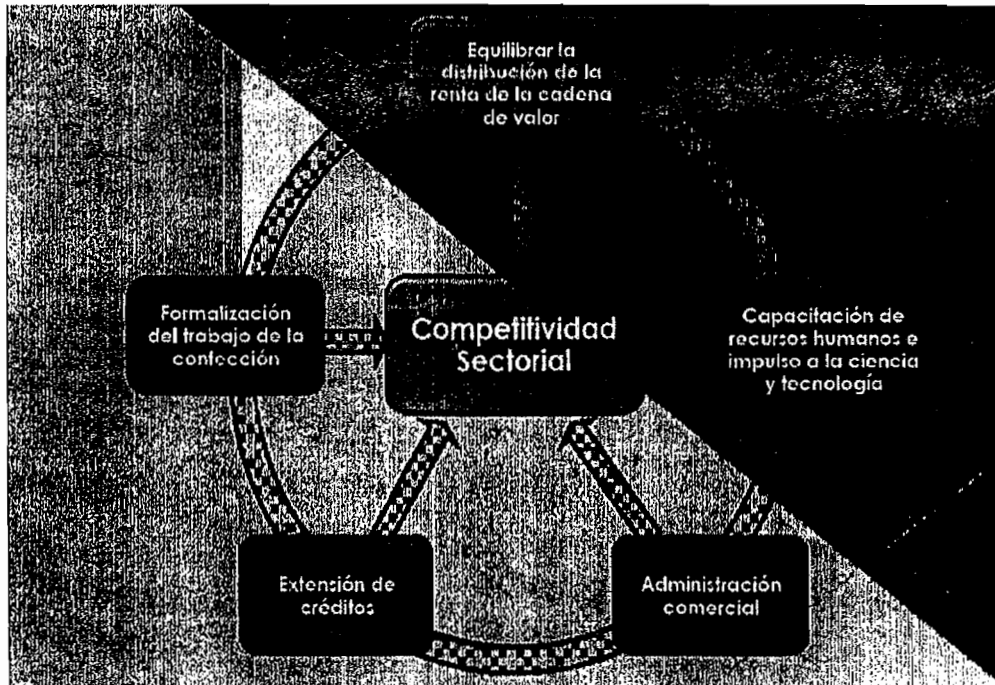 Equilibrar la
distribución de la
renta de la cadena
de valor
Formalización
del trabajo de la
confección
Competitividad
Sectorial
Capacitación de
recursos humanos e
impulso a la ciencia
y tecnología
Extensión de
créditos
Administración
comercial